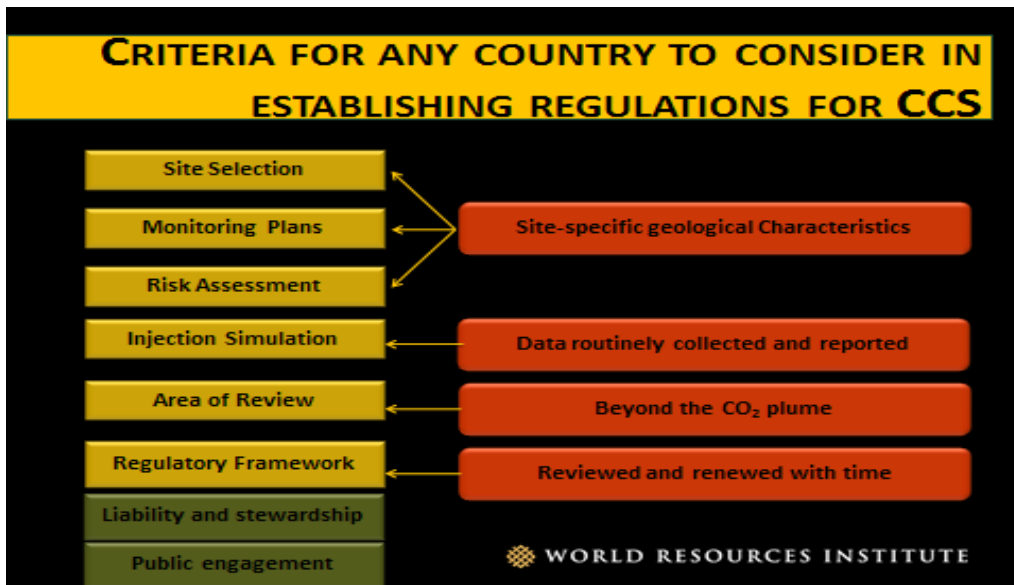 CRITERIA FOR ANY COUNTRY TO CONSIDER IN
ESTABLISHING REGULATIONS FOR CCS
Site Selection
Monitoring Plans
Site-specific geological Characteristics
Risk Assessment
Injection Simulation
Data routinely collected and reported
Area of Review
Beyond the CO₂ plume
Regulatory Framework
Reviewed and renewed with time
Liability and stewardship
Public engagement
WORLD RESOURCES INSTITUTE